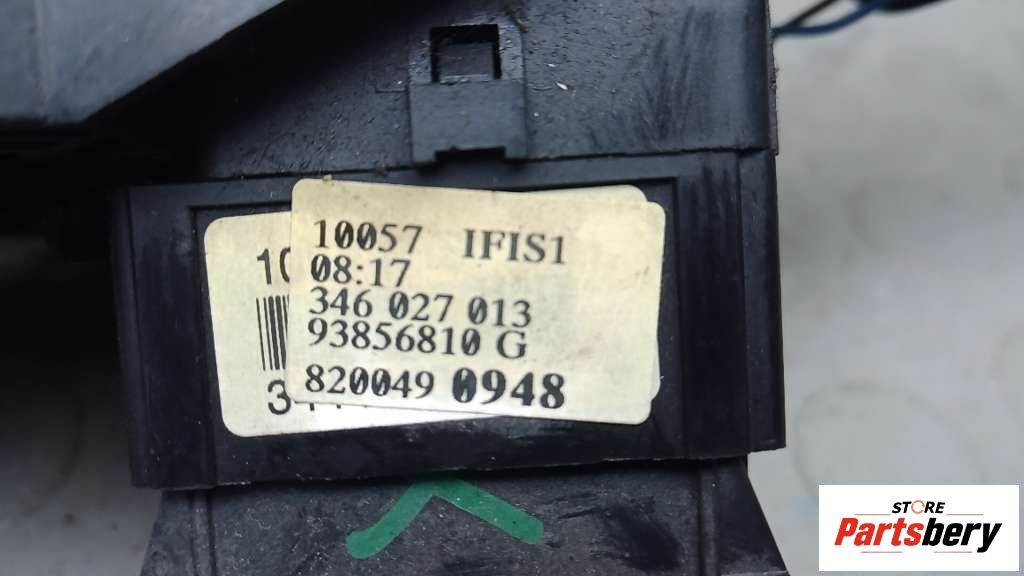 10057 IFIS1
08:17
346 027 013
93856810 G
820049 0948
STORE
Partsbery